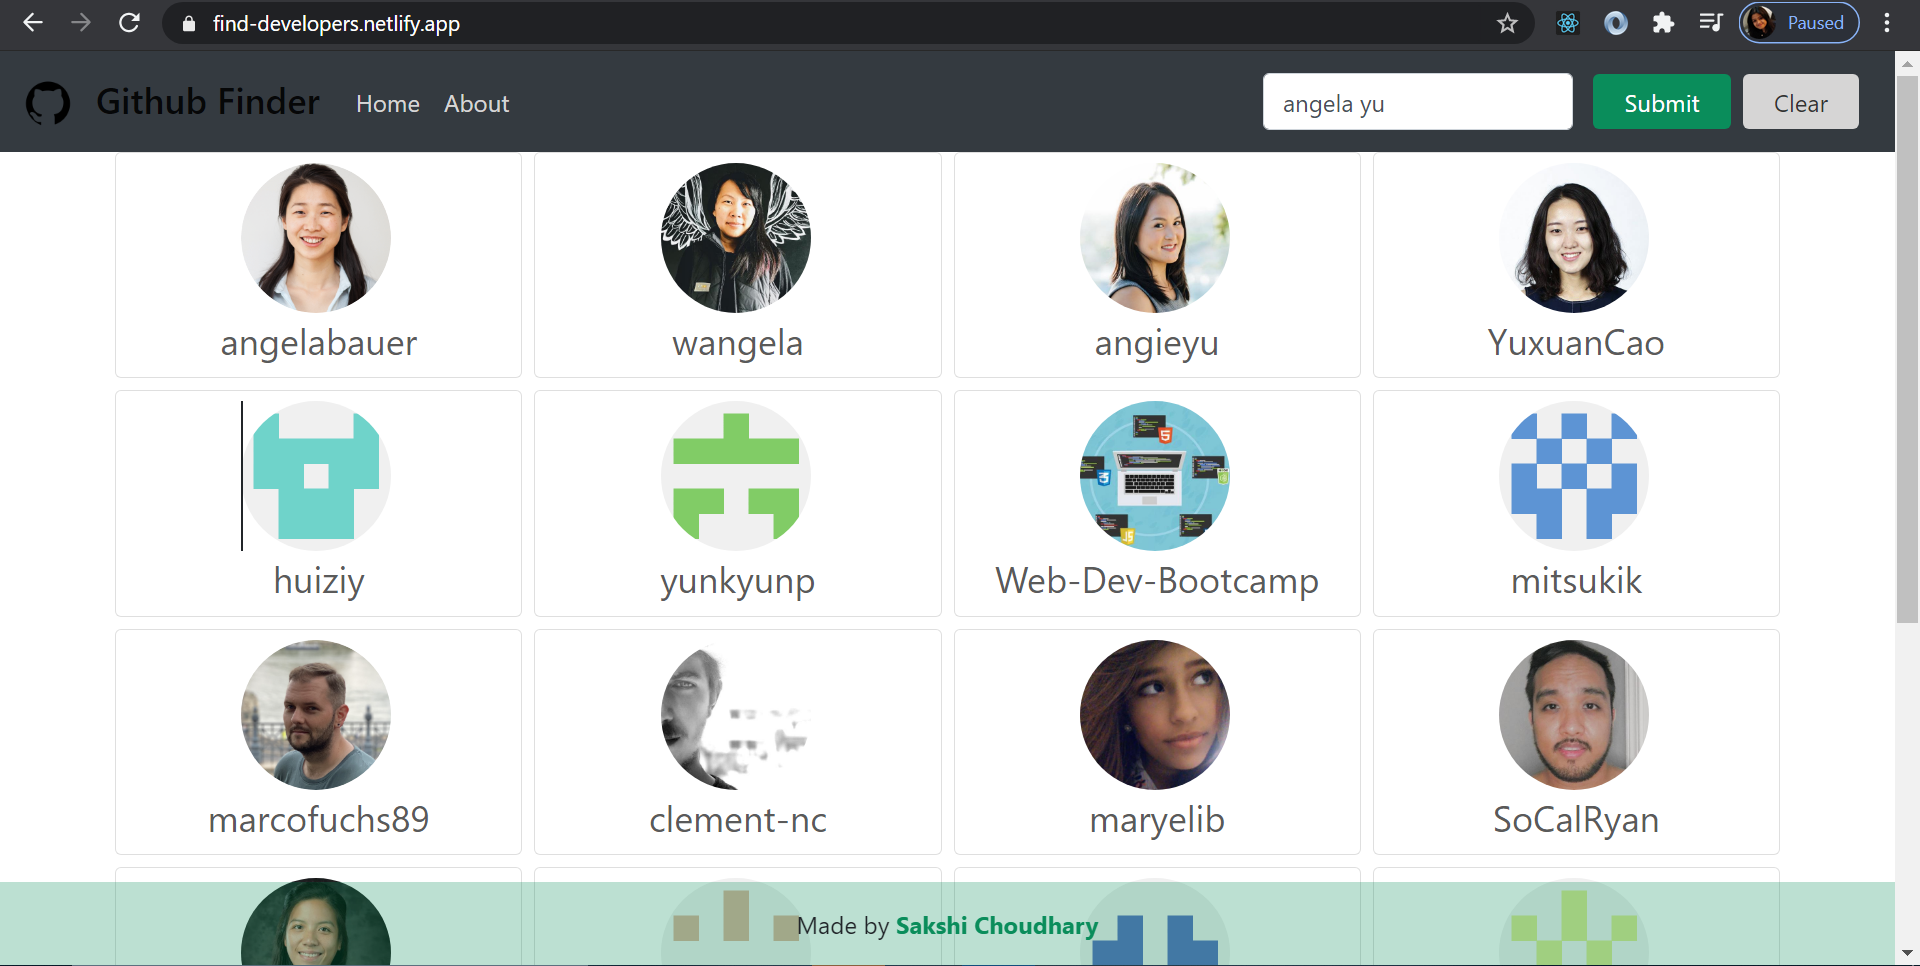 find-developers.netlify.app
Paused
Github Finder Home About angela yu Submit Clear
angelabauer wangela angieyu YuxuanCao
huiziy yunkyunp Web-Dev-Bootcamp mitsukik
marcofuchs89 clement-nc maryelib SoCalRyan
Made by Sakshi Choudhary